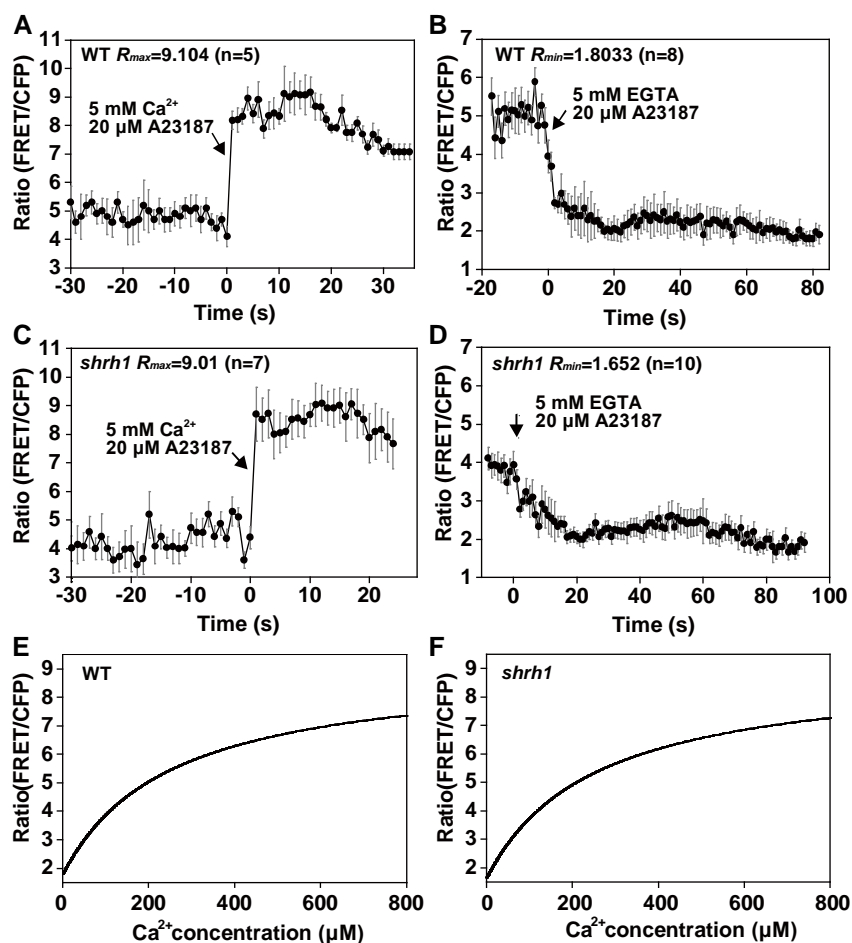 A
WT Rmax=9.104 (n=5)
5 mM Ca2+
20 µM A23187
Ratio (FRET/CFP)
11
10
9
8
7
6
5
4
3
-30 -20 -10 0 10 20 30
Time (s)
B
WT Rmin=1.8033 (n=8)
5 mM EGTA
20 µM A23187
Ratio (FRET/CFP)
7
6
5
4
3
2
1
-20 0 20 40 60 80
Time (s)
C
shrh1 Rmax=9.01 (n=7)
5 mM Ca2+
20 µM A23187
Ratio (FRET/CFP)
11
10
9
8
7
6
5
4
3
-30 -20 -10 0 10 20
Time (s)
D
shrh1 Rmin=1.652 (n=10)
5 mM EGTA
20 µM A23187
Ratio (FRET/CFP)
7
6
5
4
3
2
1
0 20 40 60 80 100
Time (s)
E
WT
Ratio(FRET/CFP)
9
8
7
6
5
4
3
2
0 200 400 600 800
Ca2+concentration (µM)
F
shrh1
Ratio(FRET/CFP)
9
8
7
6
5
4
3
2
0 200 400 600 800
Ca2+concentration (µM)